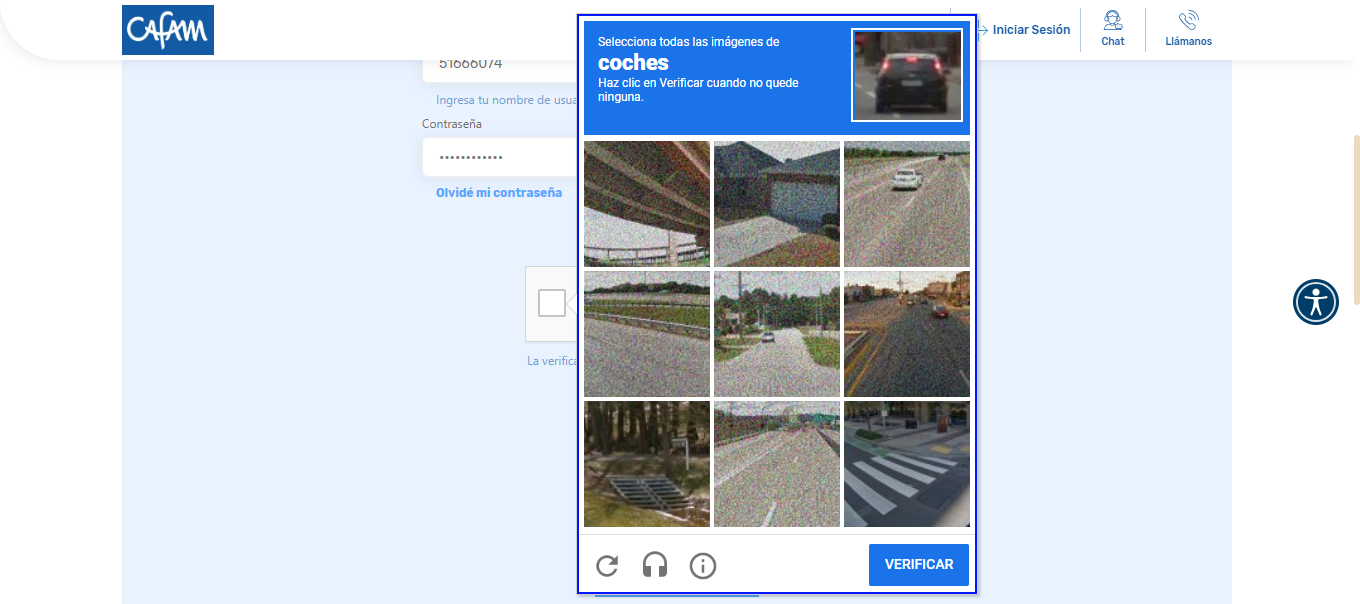 CAFAM
Iniciar Sesión
Chat
Llámanos
51666074
Ingresa tu nombre de usua
Contraseña
••••••••••••
Olvidé mi contraseña
La verifica
Selecciona todas las imágenes de
coches
Haz clic en Verificar cuando no quede
ninguna.
VERIFICAR